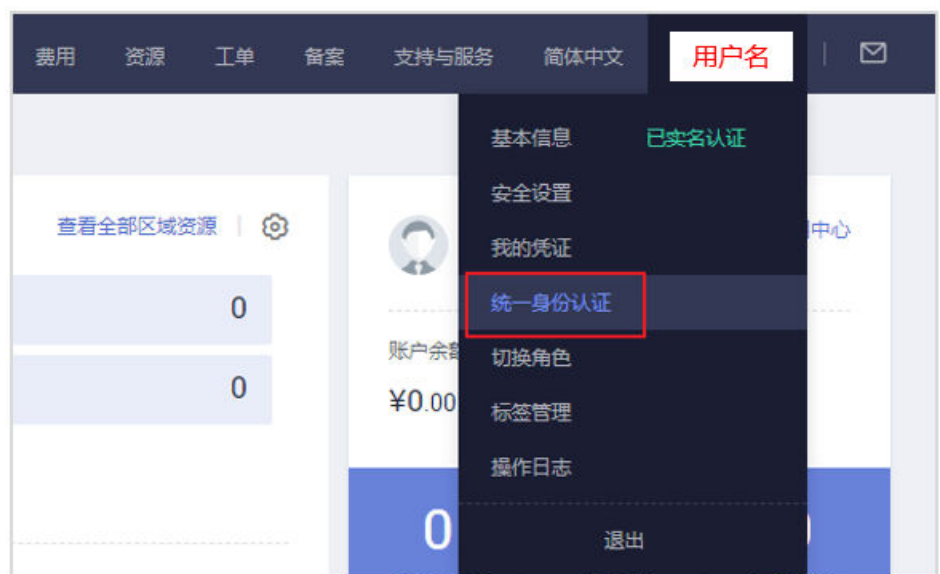 费用 资源 工单 备案 支持与服务 简体中文 用户名
基本信息 已实名认证
安全设置
查看全部区域资源 中心
我的凭证
统一身份认证
0
账户余额
切换角色
0
¥0.00
标签管理
操作日志
0
退出